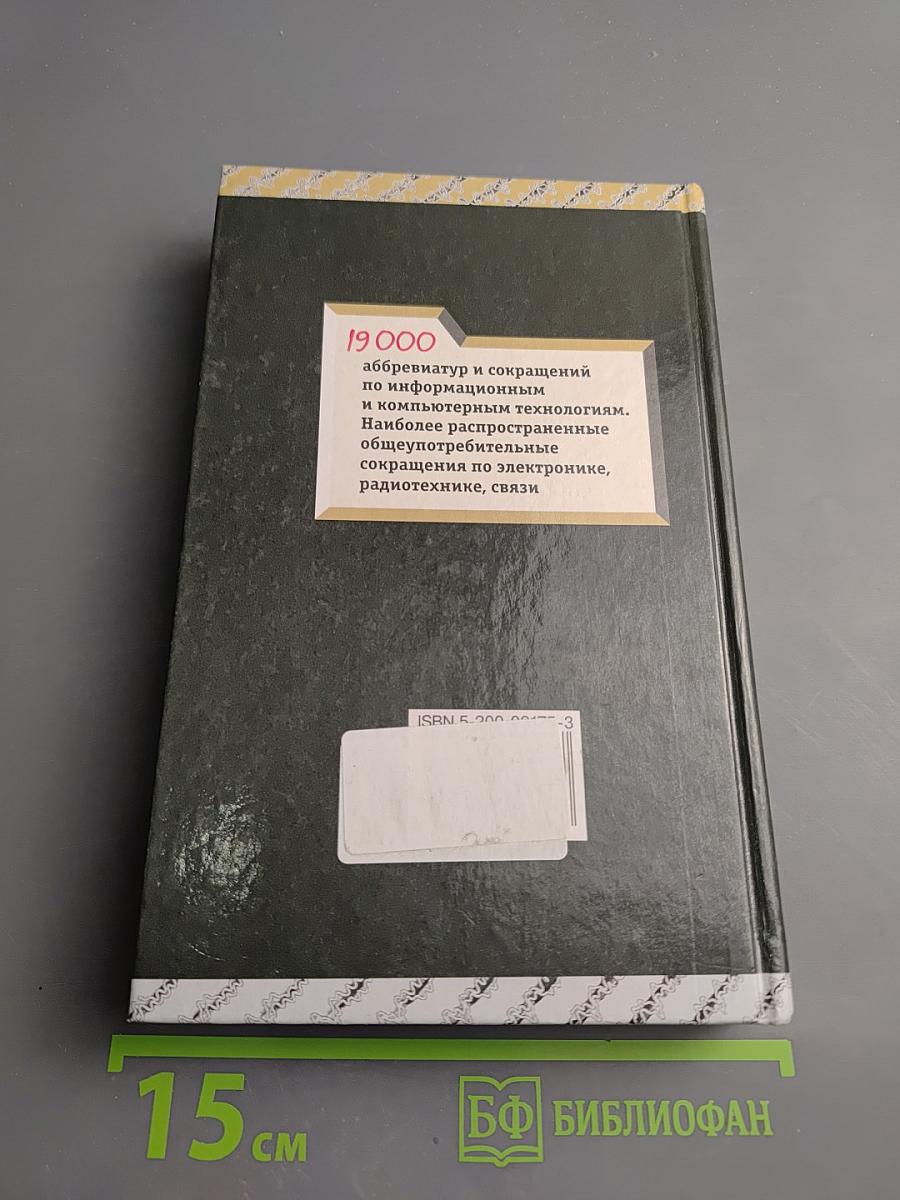 19 000
аббревиатур и сокращений
по информационным
и компьютерным технологиям.
Наиболее распространенные
общеупотребительные
сокращения по электронике,
радиотехнике, связи
ISBN
15 см
БФ БИБЛИОФАН